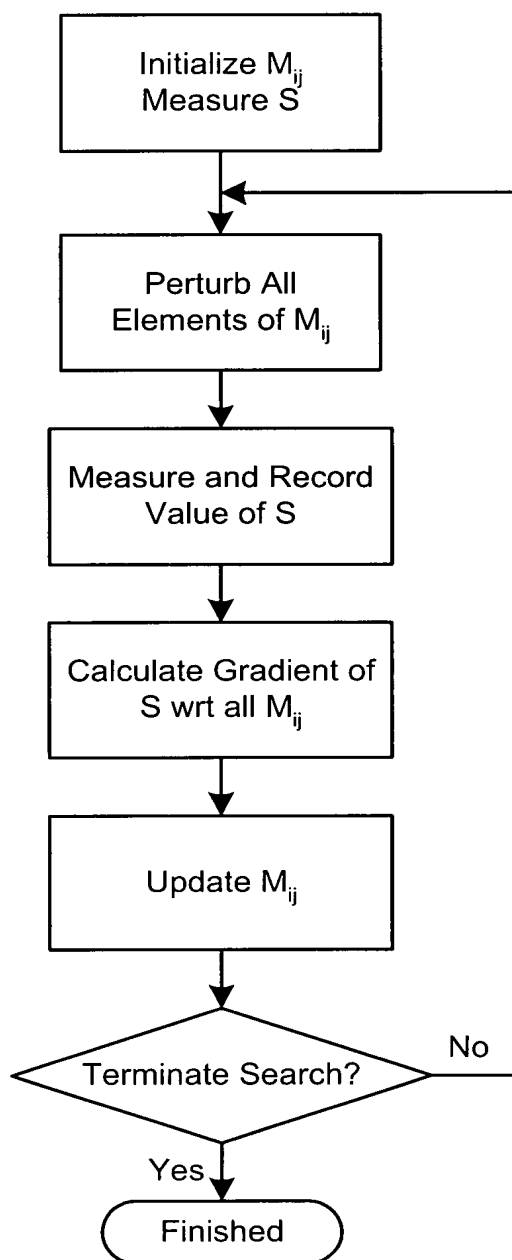 Initialize M_ij
Measure S
Perturb All
Elements of M_ij
Measure and Record
Value of S
Calculate Gradient of
S wrt all M_ij
Update M_ij
Terminate Search?
No
Yes
Finished